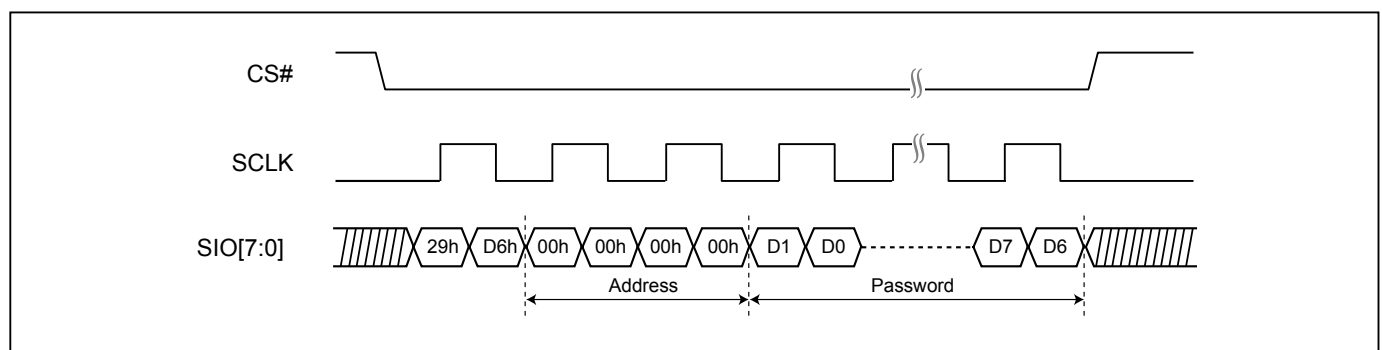 CS#
SCLK
SIO[7:0] 29h D6h 00h 00h 00h 00h D1 D0 D7 D6
Address Password